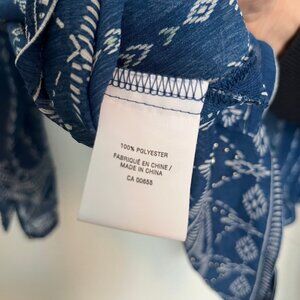 100% POLYESTER
FABRIQUÉ EN CHINE /
MADE IN CHINA
CA 00658